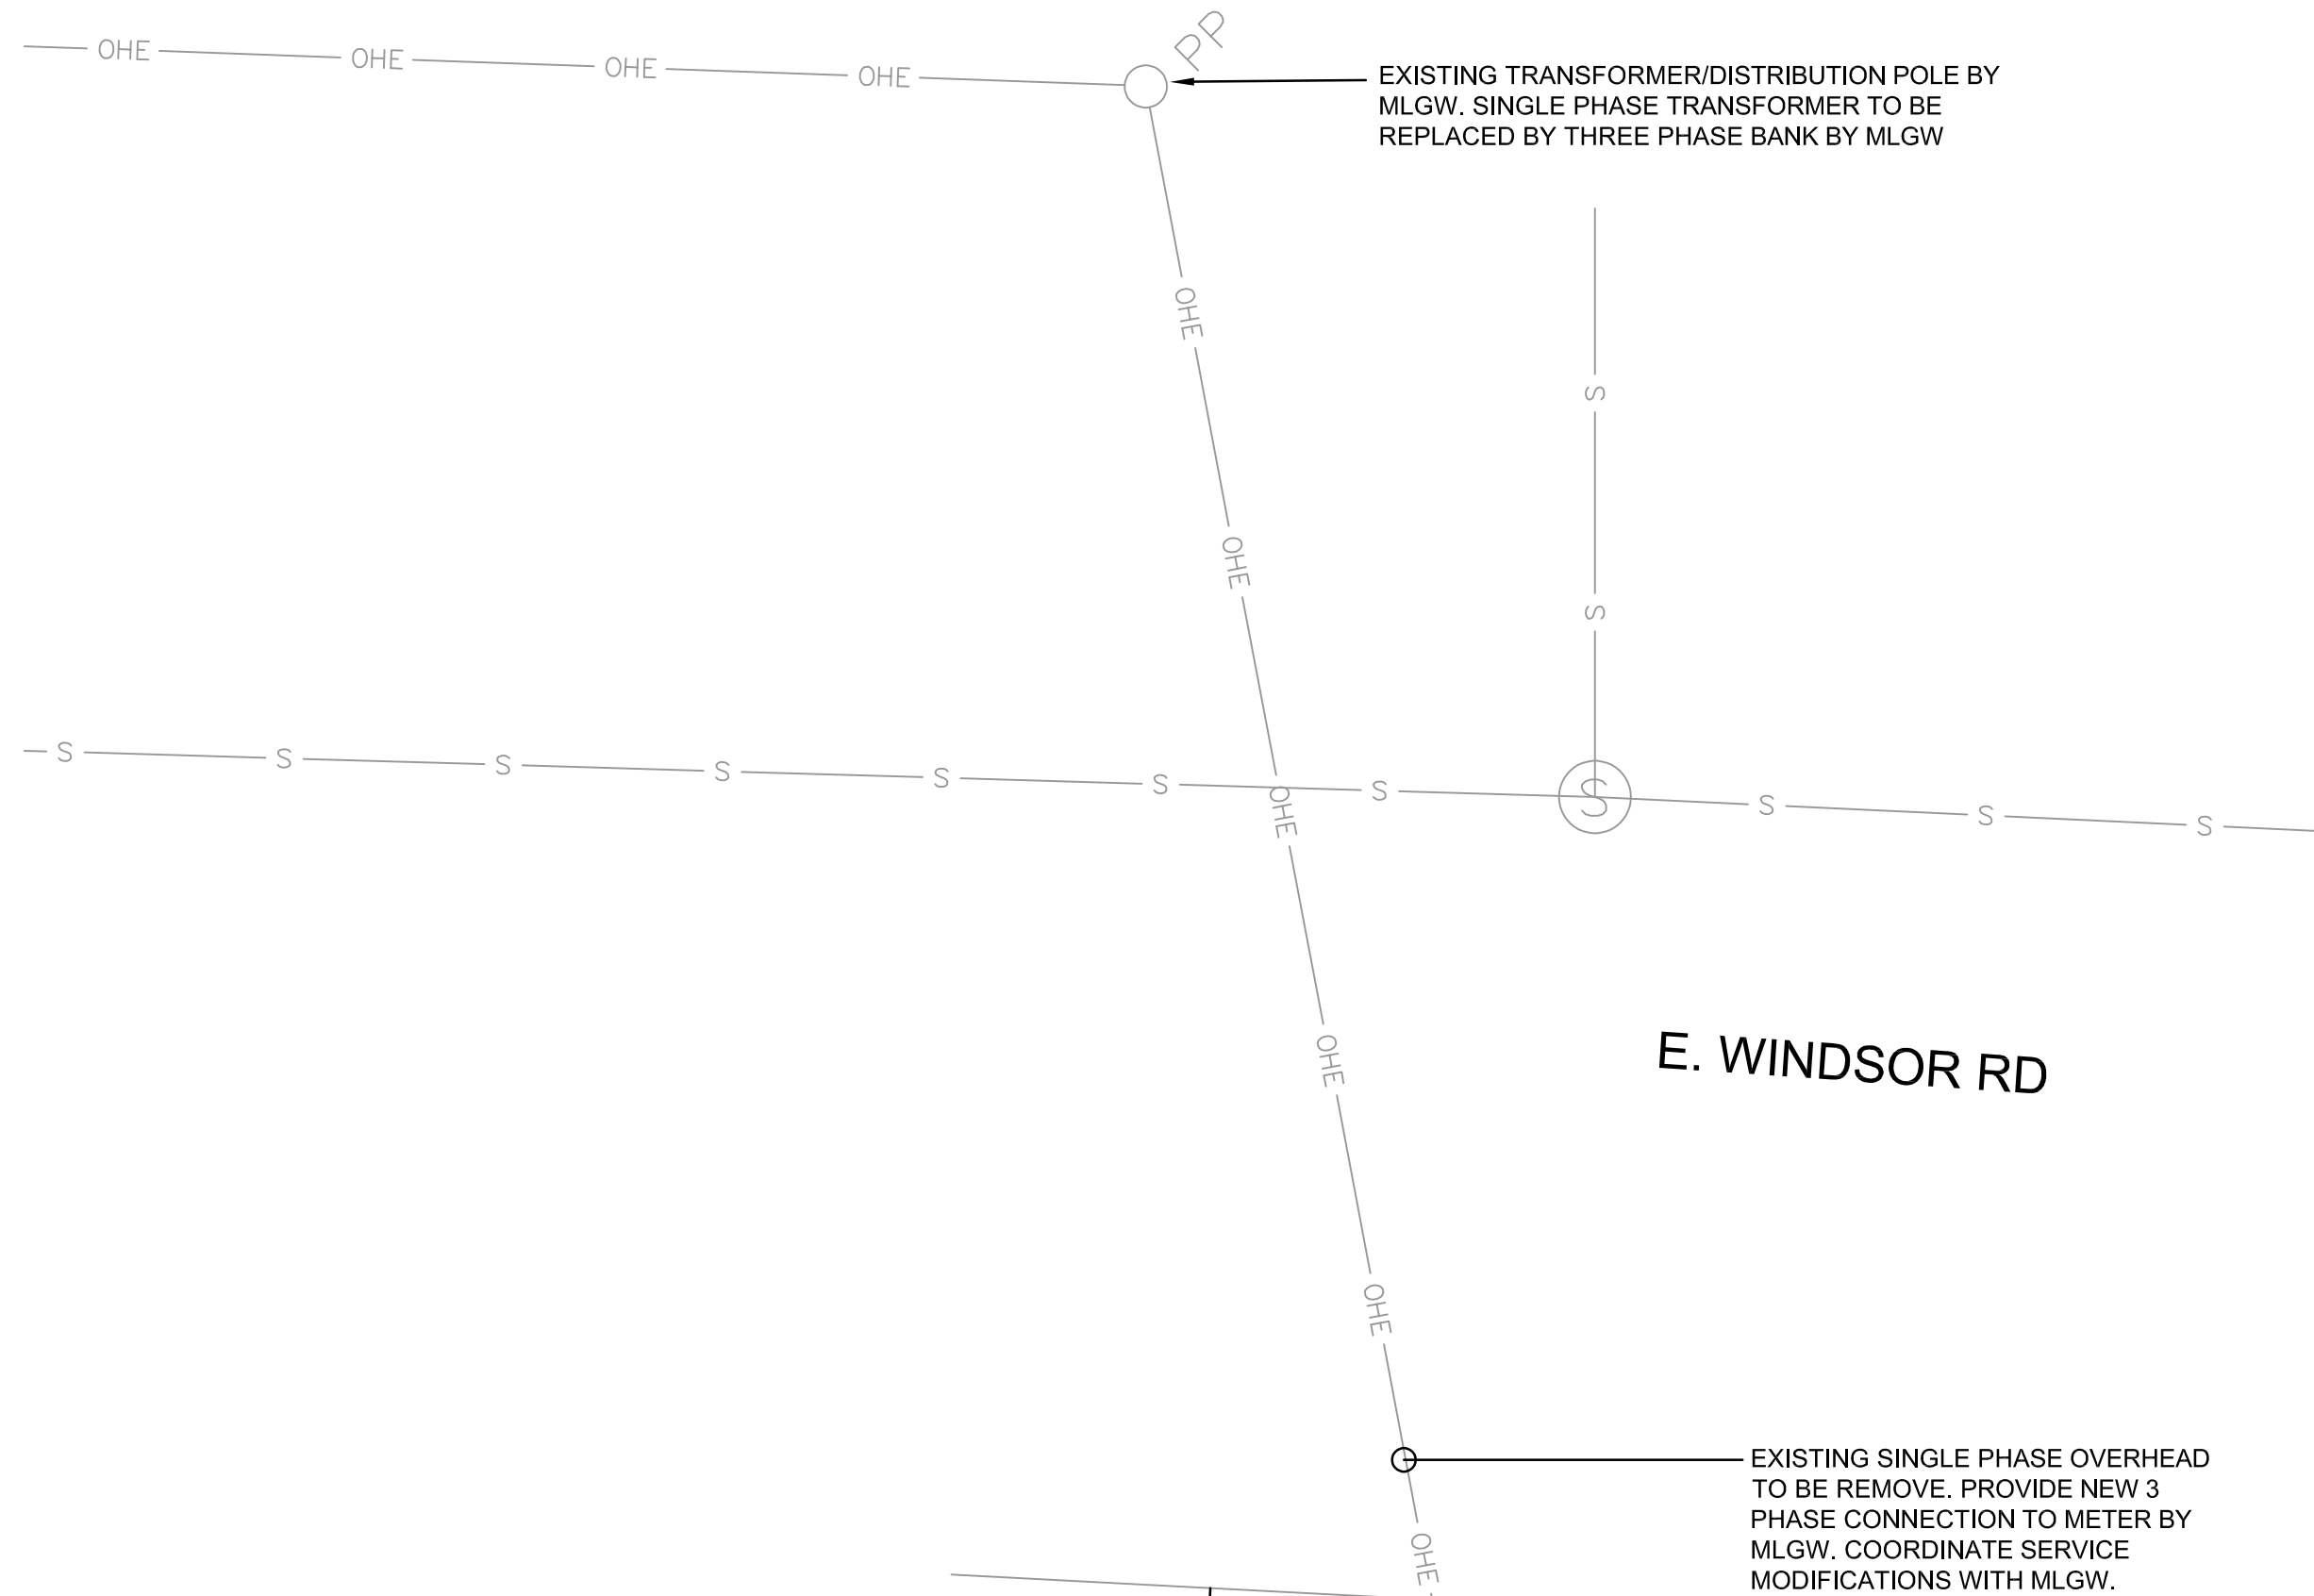 PP
OHE OHE OHE OHE
EXISTING TRANSFORMER/DISTRIBUTION POLE BY
MLGW. SINGLE PHASE TRANSFORMER TO BE
REPLACED BY THREE PHASE BANK BY MLGW
OHE
S
OHE
S
S S S S S S S S S S S
OHE
OHE
E. WINDSOR RD
OHE
EXISTING SINGLE PHASE OVERHEAD
TO BE REMOVE. PROVIDE NEW 3
PHASE CONNECTION TO METER BY
MLGW. COORDINATE SERVICE
MODIFICATIONS WITH MLGW.
OHE